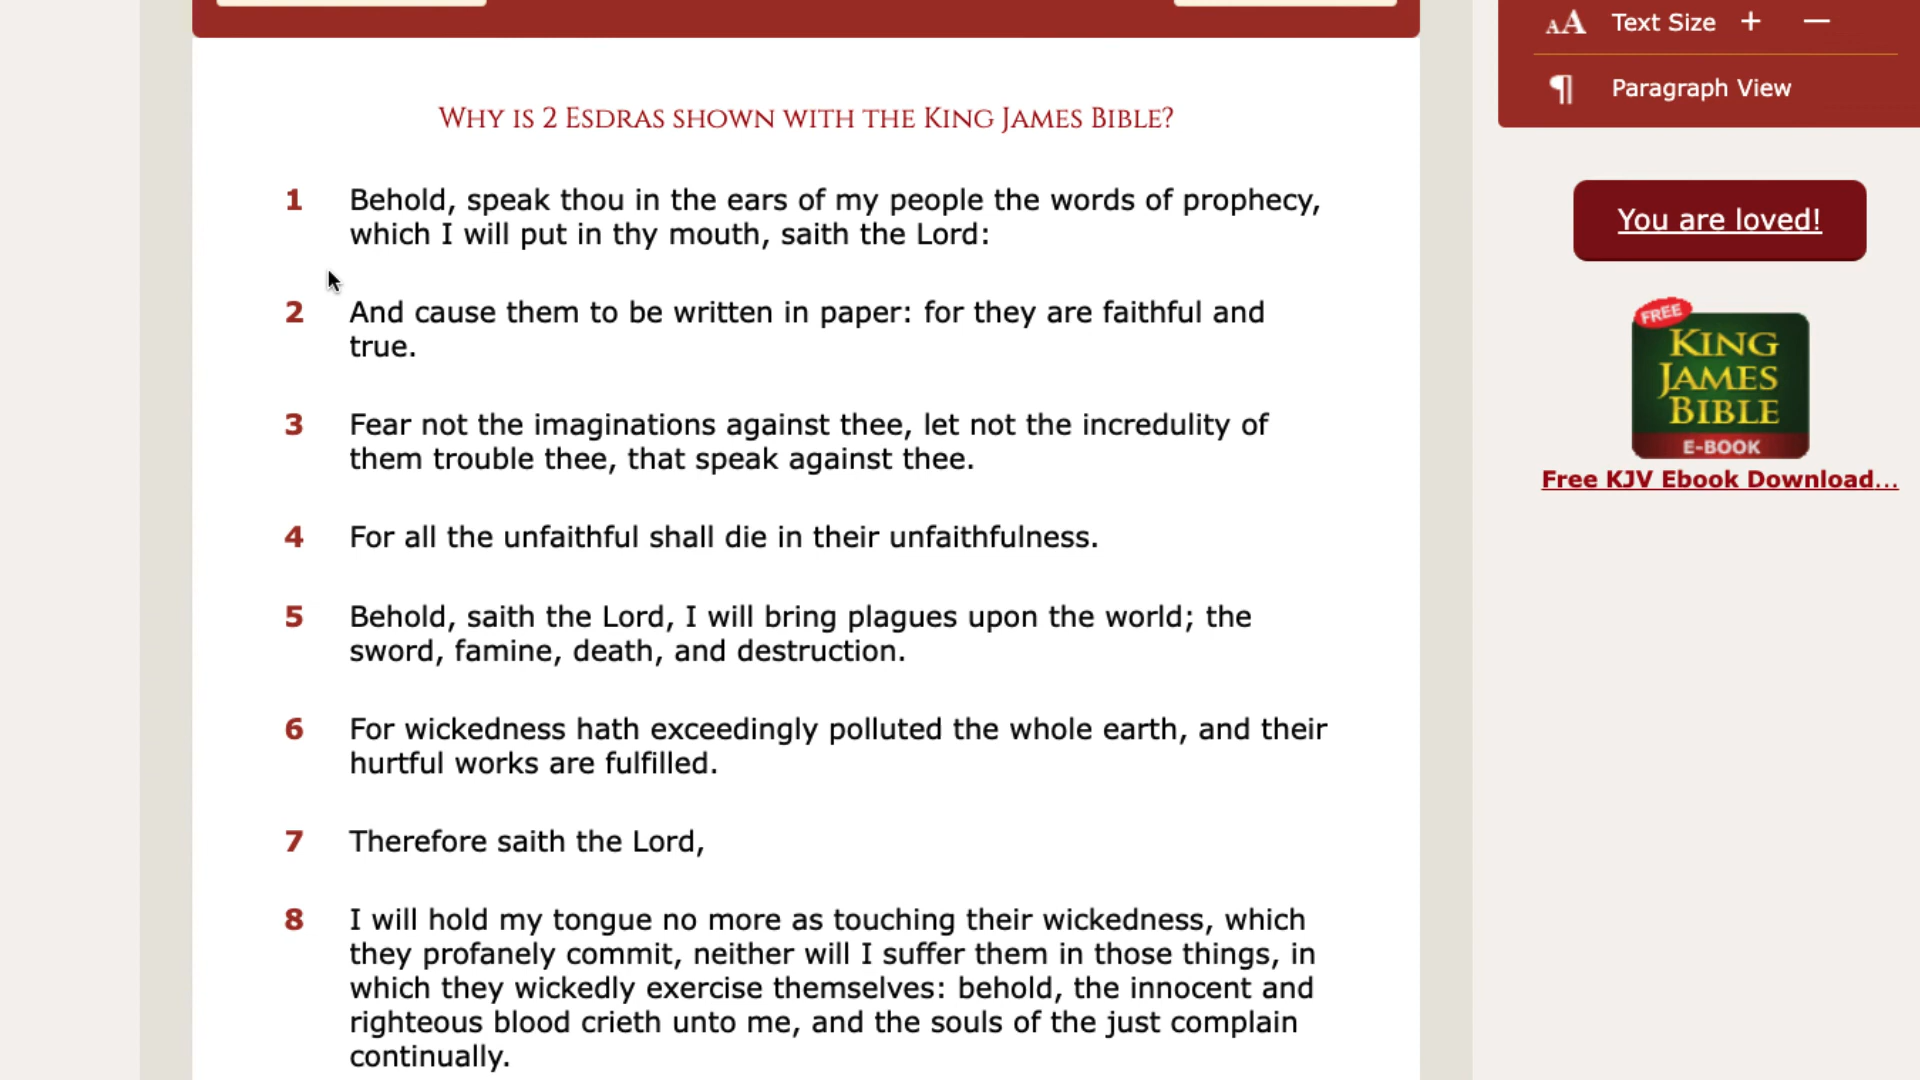 AA Text Size + —
¶ Paragraph View
Why is 2 Esdras shown with the King James Bible?
1 Behold, speak thou in the ears of my people the words of prophecy,
which I will put in thy mouth, saith the Lord:
2 And cause them to be written in paper: for they are faithful and
true.
3 Fear not the imaginations against thee, let not the incredulity of
them trouble thee, that speak against thee.
4 For all the unfaithful shall die in their unfaithfulness.
5 Behold, saith the Lord, I will bring plagues upon the world; the
sword, famine, death, and destruction.
6 For wickedness hath exceedingly polluted the whole earth, and their
hurtful works are fulfilled.
7 Therefore saith the Lord,
8 I will hold my tongue no more as touching their wickedness, which
they profanely commit, neither will I suffer them in those things, in
which they wickedly exercise themselves: behold, the innocent and
righteous blood crieth unto me, and the souls of the just complain
continually.
You are loved!
FREE
KING
JAMES
BIBLE
E-BOOK
Free KJV Ebook Download...